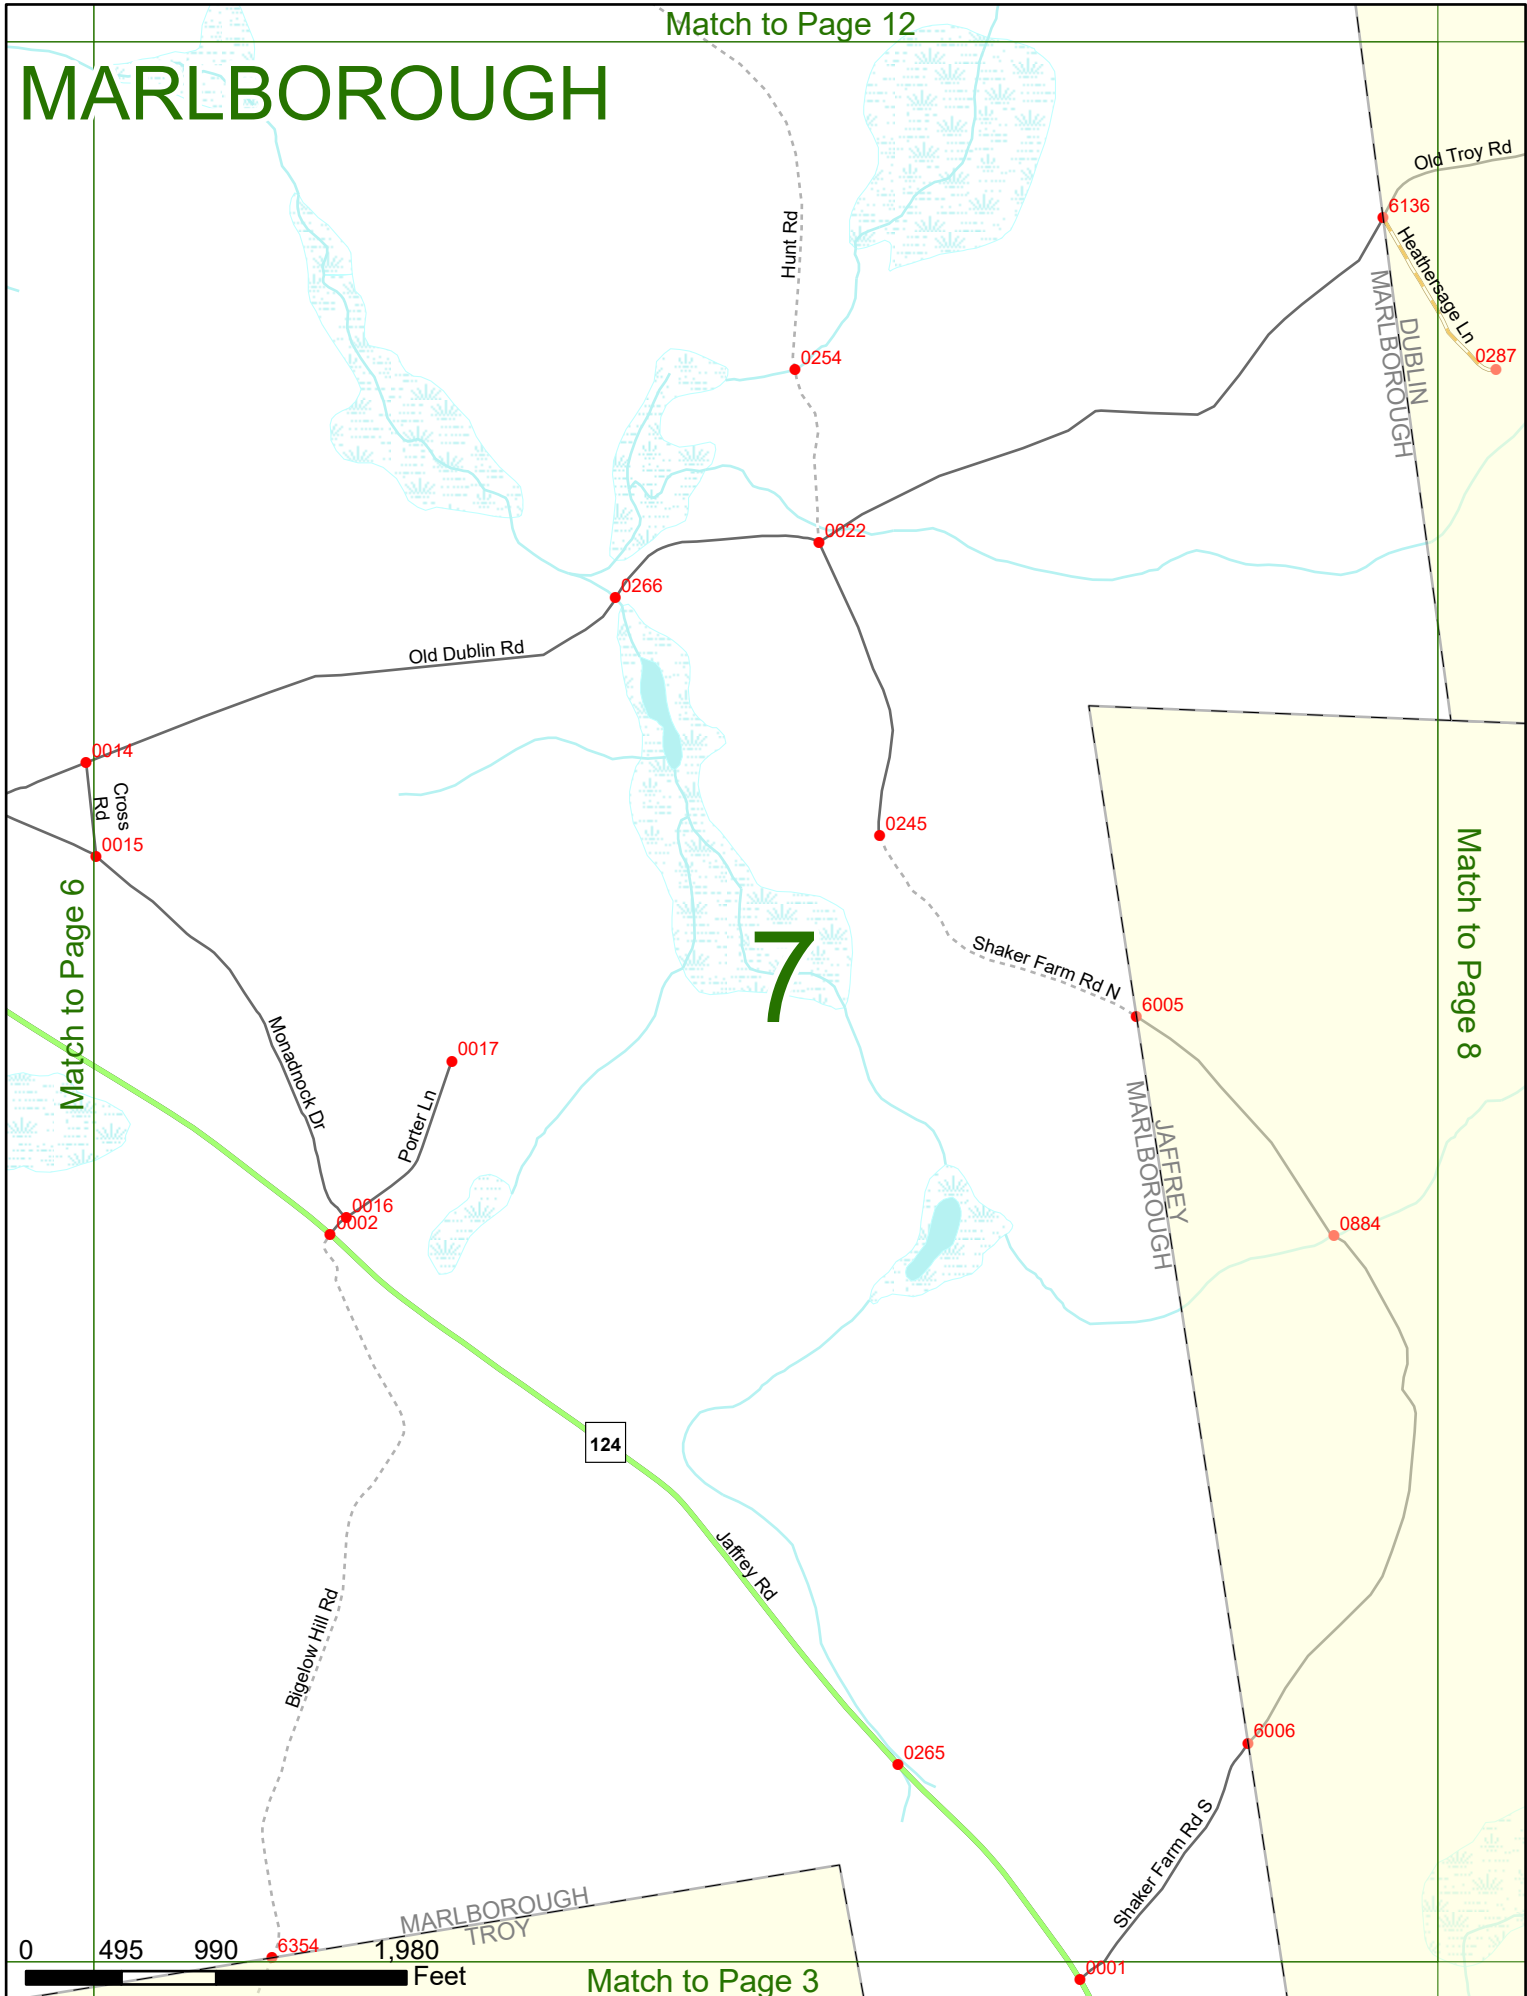 Match to Page 12
MARLBOROUGH
Old Troy Rd
6136
Heathersage Ln
Hunt Rd
DUBLIN
MARLBOROUGH
0287
0254
0022
0266
Old Dublin Rd
0014
Cross
Rd
0015
0245
Match to Page 6
Match to Page 8
7
Shaker Farm Rd N
6005
Monadnock Dr
0017
Porter Ln
JAFFREY
MARLBOROUGH
0016
6002
0884
124
Jaffrey Rd
Bigelow Hill Rd
6006
0265
Shaker Farm Rd S
MARLBOROUGH
TROY
6354
0 495 990 1,980
Feet
0001
Match to Page 3